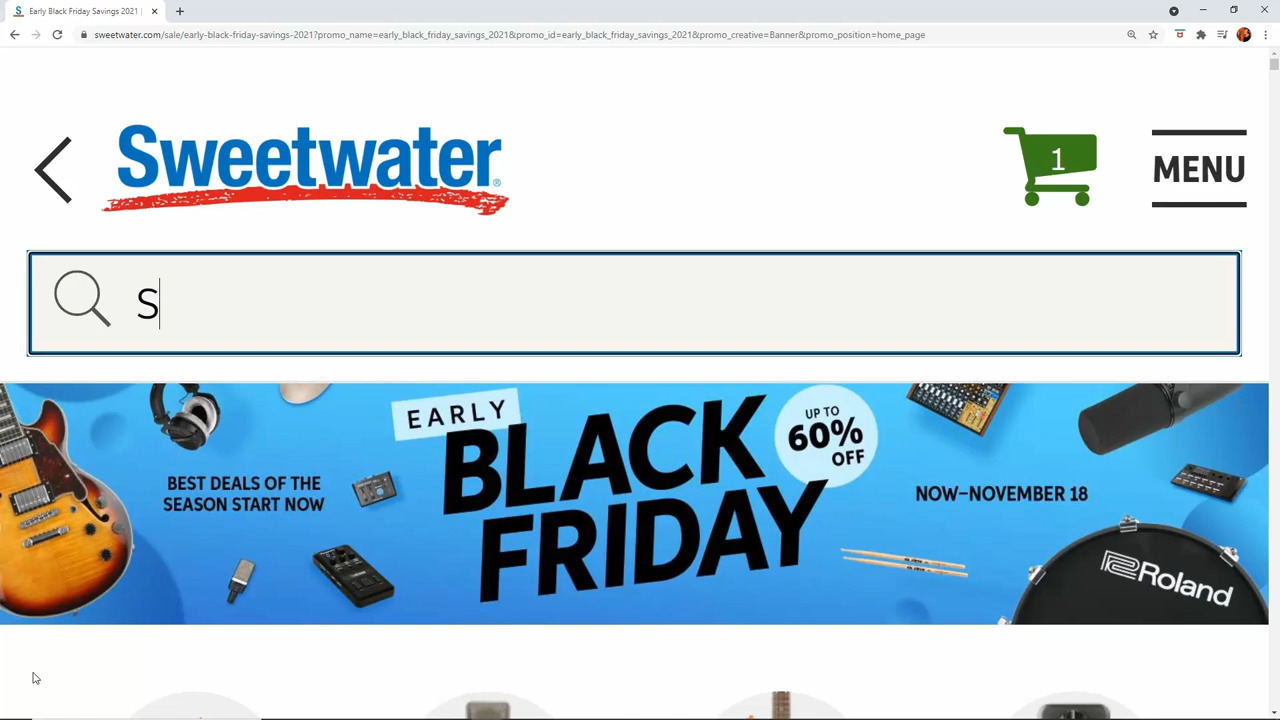 Early Black Friday Savings 2021 |
sweetwater.com/sale/early-black-friday-savings-2021?promo_name=early_black_friday_savings_2021&promo_id=early_black_friday_savings_2021&promo_creative=Banner&promo_position=home_page
Sweetwater®
1
MENU
S
EARLY
BLACK
FRIDAY
UP TO
60%
OFF
BEST DEALS OF THE
SEASON START NOW
NOW–NOVEMBER 18
Roland